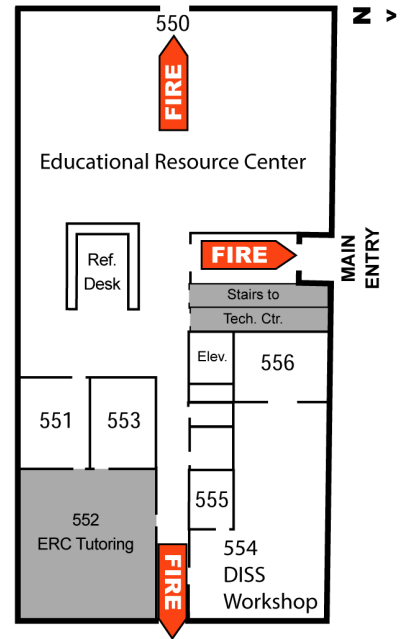 550
N
FIRE
Educational Resource Center
Ref.
Desk
FIRE
MAIN
ENTRY
Stairs to
Tech. Ctr.
Elev.
556
551
553
555
552
ERC Tutoring
554
DISS
Workshop
FIRE